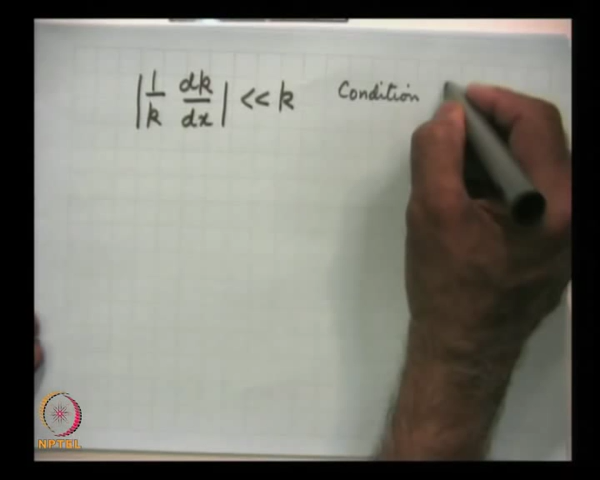 |1/k dk/dx| << k Condition
NPTEL